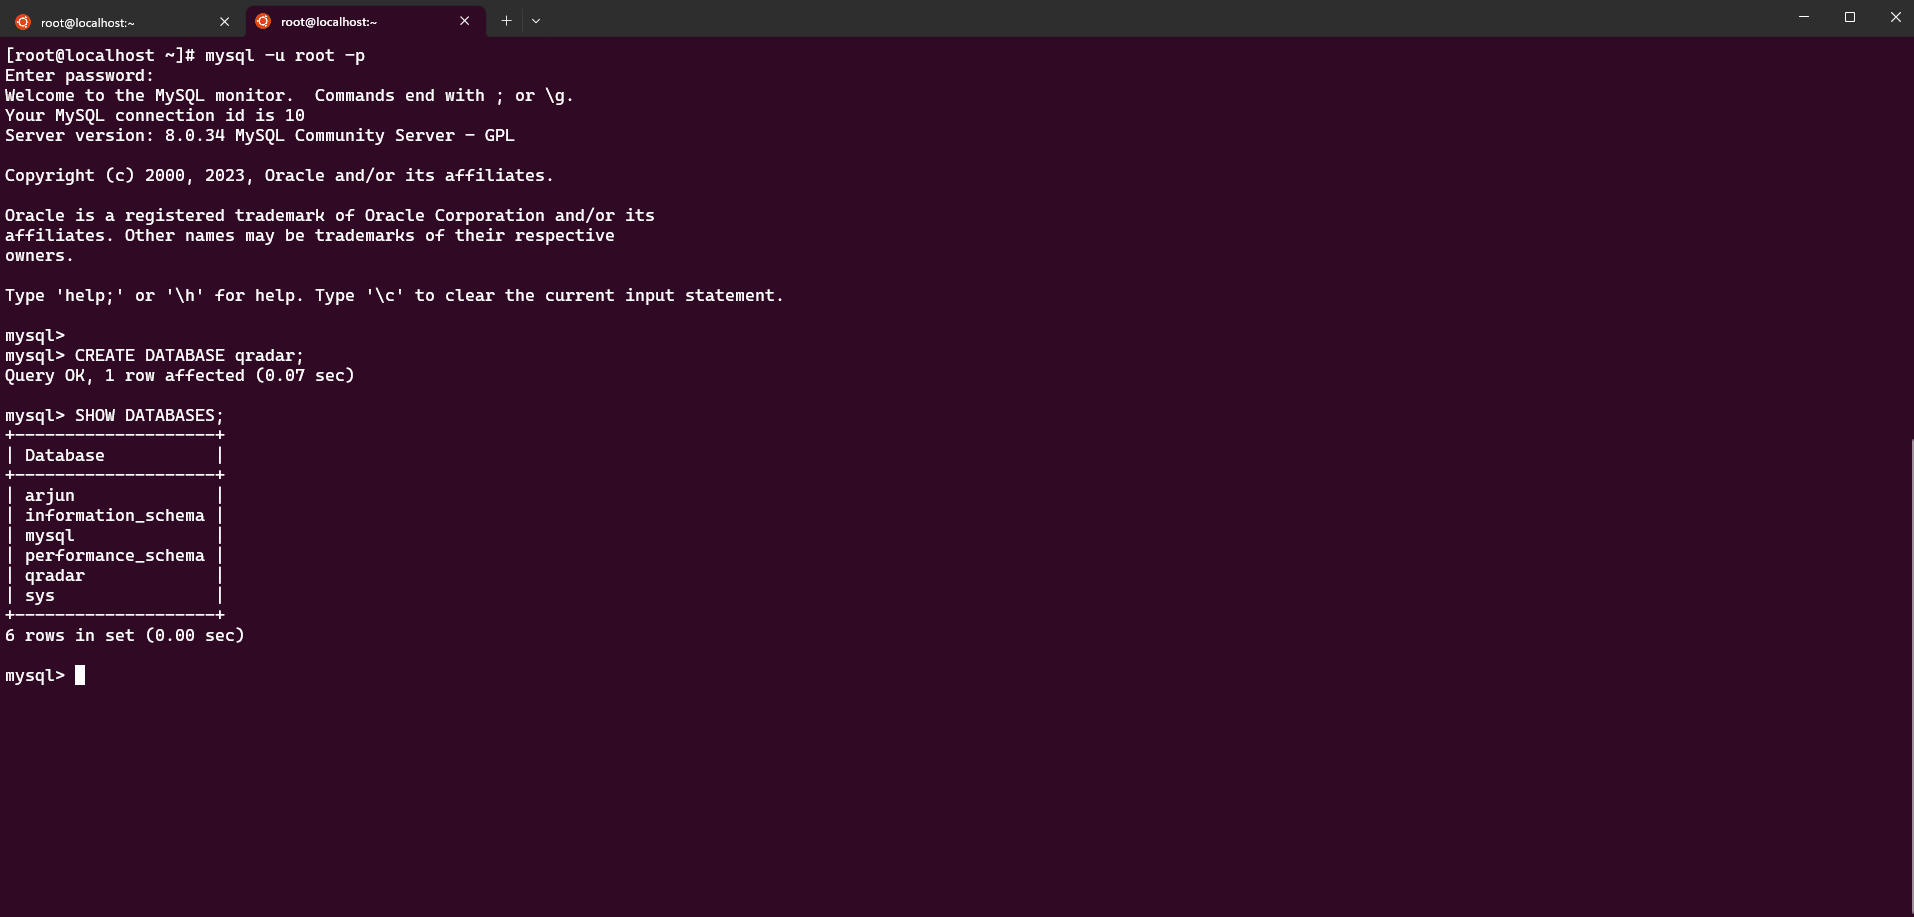 root@localhost:~ root@localhost:~
[root@localhost ~]# mysql -u root -p
Enter password:
Welcome to the MySQL monitor.  Commands end with ; or \g.
Your MySQL connection id is 10
Server version: 8.0.34 MySQL Community Server - GPL
Copyright (c) 2000, 2023, Oracle and/or its affiliates.
Oracle is a registered trademark of Oracle Corporation and/or its
affiliates. Other names may be trademarks of their respective
owners.
Type 'help;' or '\h' for help. Type '\c' to clear the current input statement.
mysql>
mysql> CREATE DATABASE qradar;
Query OK, 1 row affected (0.07 sec)
mysql> SHOW DATABASES;
+--------------------+
| Database           |
+--------------------+
| arjun              |
| information_schema |
| mysql              |
| performance_schema |
| qradar             |
| sys                |
+--------------------+
6 rows in set (0.00 sec)
mysql>